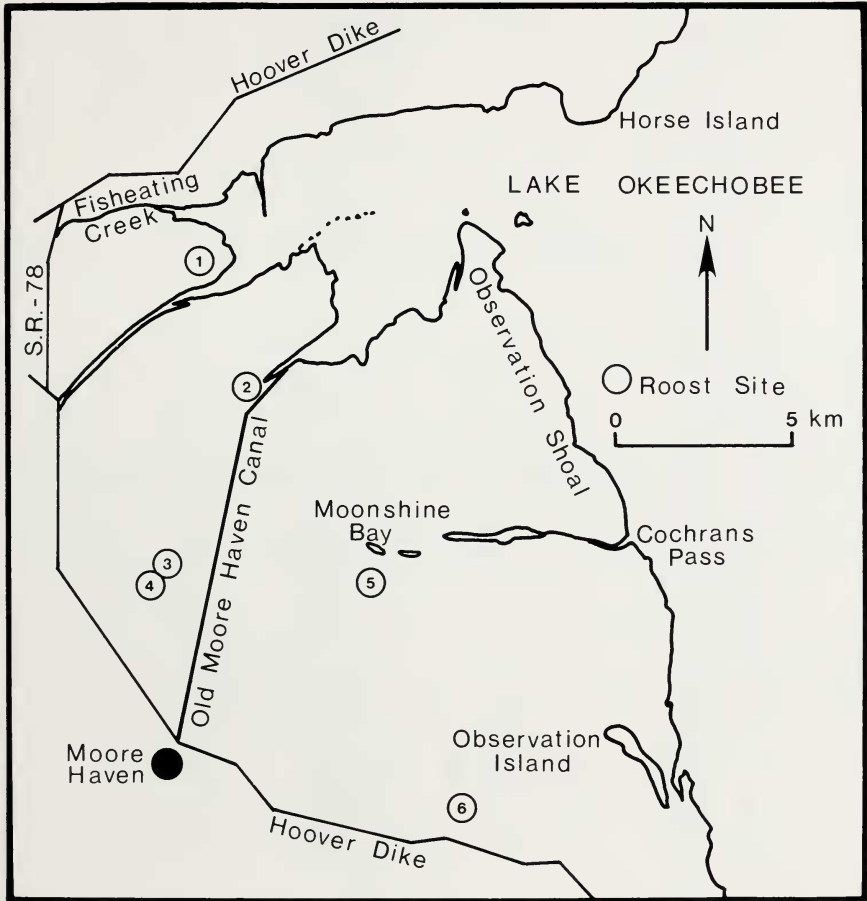 Hoover Dike
Horse Island
Fisheating
Creek
LAKE OKEECHOBEE
N
1
S.R.-78
Observation Shoal
2
Roost Site
0 5 km
Old Moore Haven Canal
Moonshine
Bay
Cochrans
Pass
3
4
5
Moore
Haven
Observation
Island
6
Hoover Dike